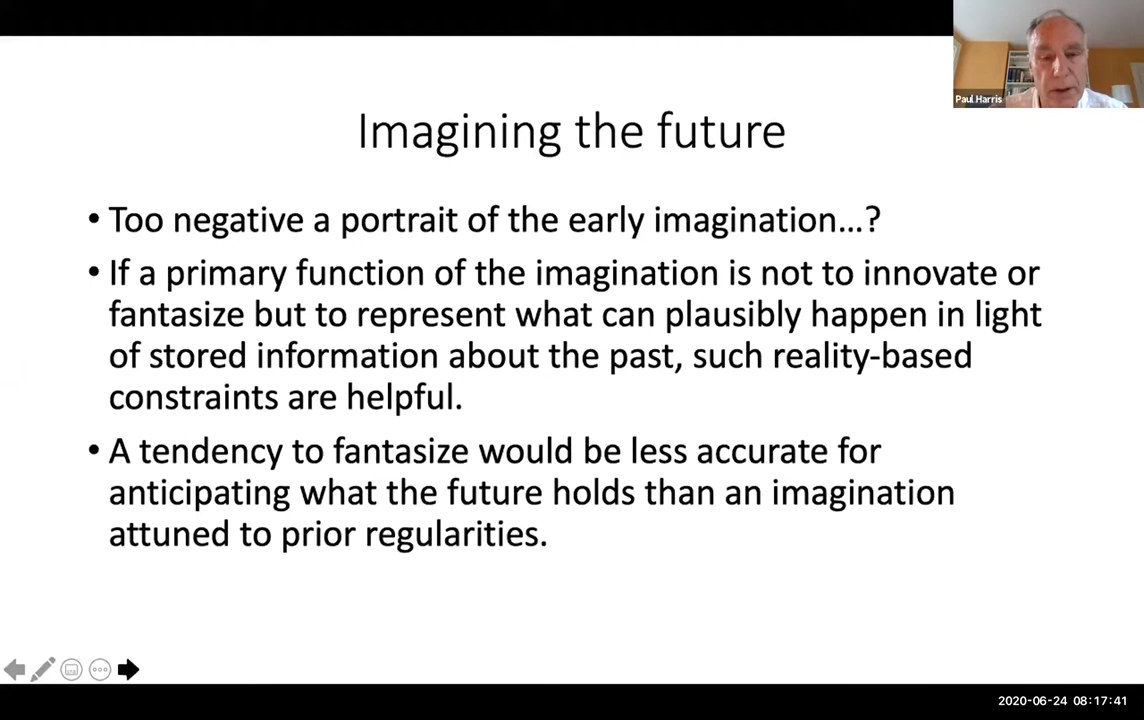 Paul Harris
Imagining the future
• Too negative a portrait of the early imagination...?
• If a primary function of the imagination is not to innovate or
fantasize but to represent what can plausibly happen in light
of stored information about the past, such reality-based
constraints are helpful.
• A tendency to fantasize would be less accurate for
anticipating what the future holds than an imagination
attuned to prior regularities.
2020-06-24 08:17:41